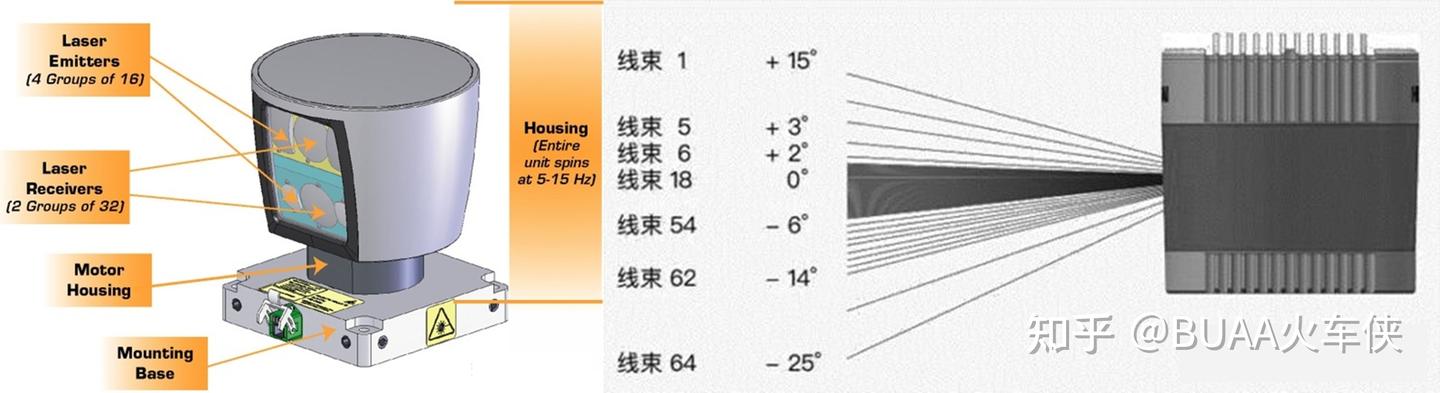 Laser
Emitters
(4 Groups of 16)
Laser
Receivers
(2 Groups of 32)
Motor
Housing
Mounting
Base
Housing
(Entire
unit spins
at 5-15 Hz)
线束 1 + 15°
线束 5 + 3°
线束 6 + 2°
线束 18 0°
线束 54 - 6°
线束 62 - 14°
线束 64 - 25°
知乎 @BUAA火车侠